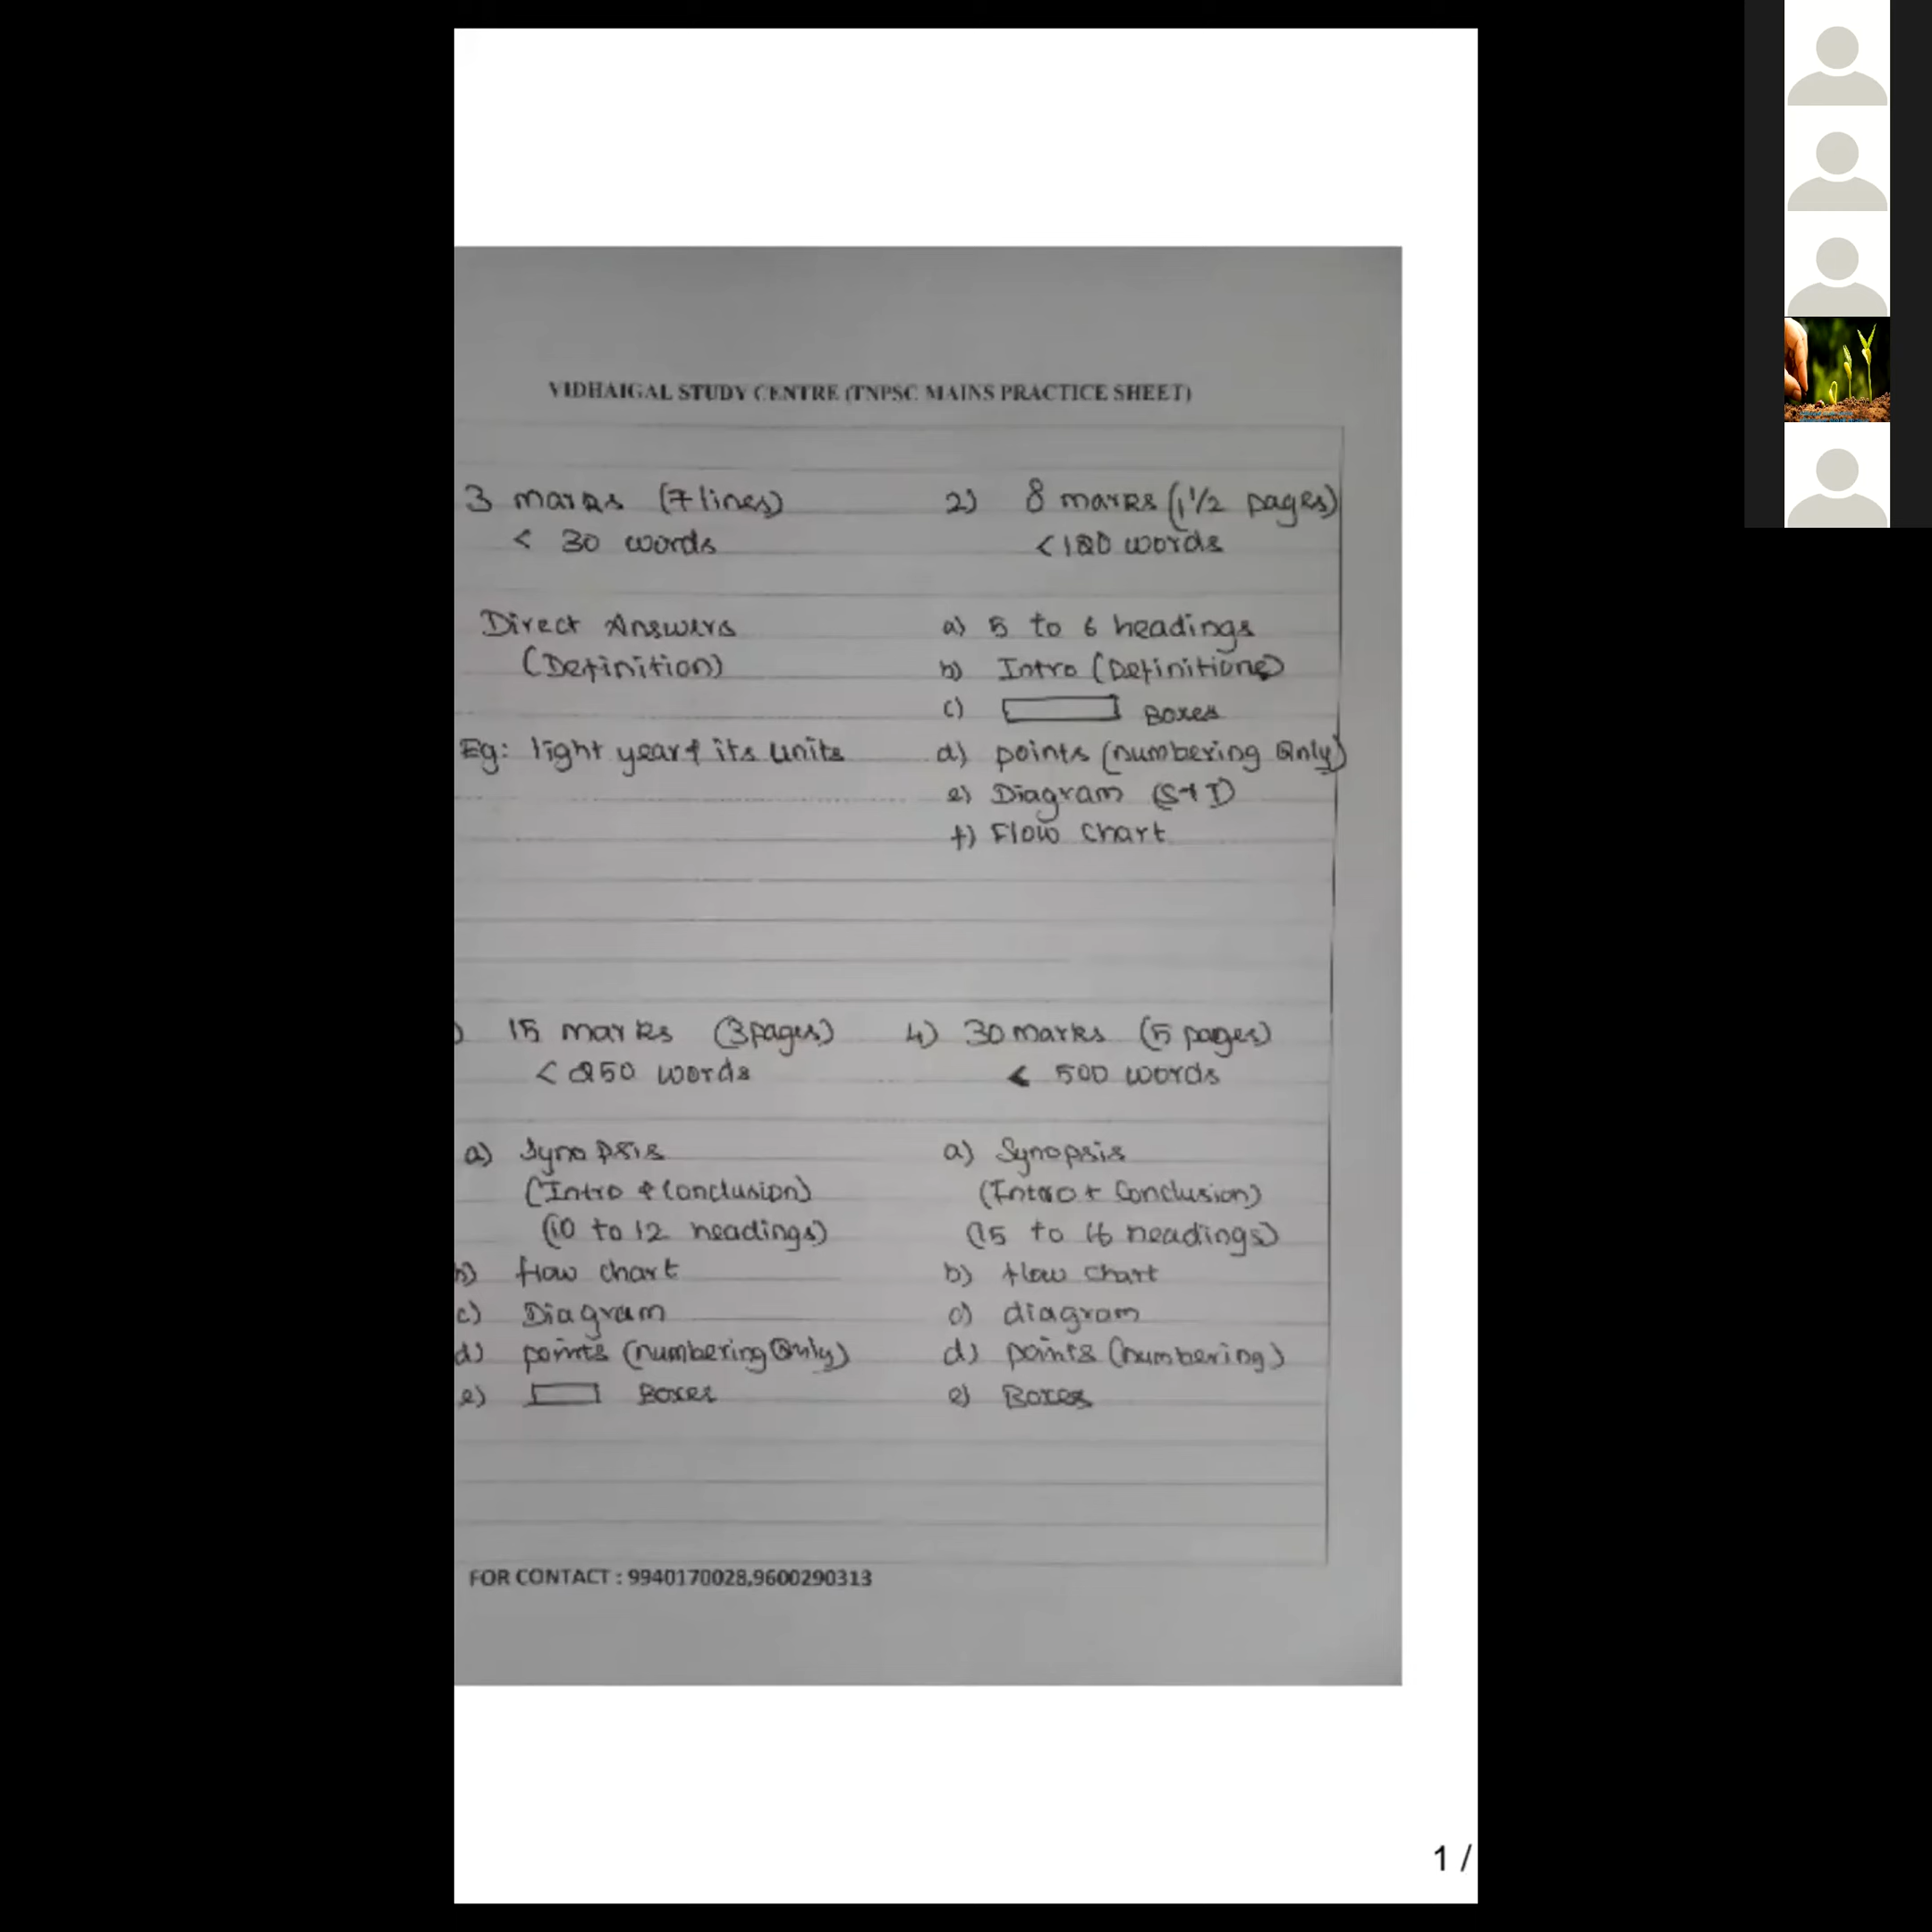 VIDHAIGAL STUDY CENTRE (TNPSC MAINS PRACTICE SHEET)
3 marks (7 lines)
< 30 words
Direct Answers
(Definition)
Eg: light year & its units
2) 8 marks (1 1/2 pages)
a) 5 to 6 headings
b) Intro (Definitions)
c) Boxes
d) points (numbering Only)
e) Diagram (S&T)
f) Flow Chart
) 15 marks (3 pages)
< 250 words
a) Synopsis
(Intro & Conclusion)
(10 to 12 headings)
b) flow chart
c) Diagram
d) points (numbering Only)
e) Boxes
4) 30 marks (5 pages)
< 500 words
a) Synopsis
(Intro + Conclusion)
(15 to 16 headings)
b) flow chart
c) diagram
d) points (numbering)
e) Boxes
FOR CONTACT : 9940170028,9600290313
1 /